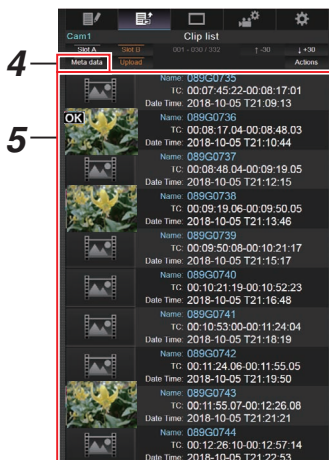 Cam1 Clip list
Slot A Slot B 001 - 030 / 332 ↑-30 ↓+30
4 Meta data Upload Actions
Name: 089G0735
TC: 00:07:45:22-00:08:17:01
Date Time: 2018-10-05 T21:09:13
5 OK Name: 089G0736
TC: 00:08:17.04-00:08:48.03
Date Time: 2018-10-05 T21:10:44
Name: 089G0737
TC: 00:08:48.04-00:09:19.05
Date Time: 2018-10-05 T21:12:15
Name: 089G0738
TC: 00:09:19.06-00:09:50.05
Date Time: 2018-10-05 T21:13:46
Name: 089G0739
TC: 00:09:50:08-00:10:21:17
Date Time: 2018-10-05 T21:15:17
Name: 089G0740
TC: 00:10:21:19-00:10:52:23
Date Time: 2018-10-05 T21:16:48
Name: 089G0741
TC: 00:10:53:00-00:11:24:04
Date Time: 2018-10-05 T21:18:19
Name: 089G0742
TC: 00:11:24.06-00:11:55.05
Date Time: 2018-10-05 T21:19:50
Name: 089G0743
TC: 00:11:55.07-00:12:26.08
Date Time: 2018-10-05 T21:21:21
Name: 089G0744
TC: 00:12:26:10-00:12:57:14
Date Time: 2018-10-05 T21:22:53